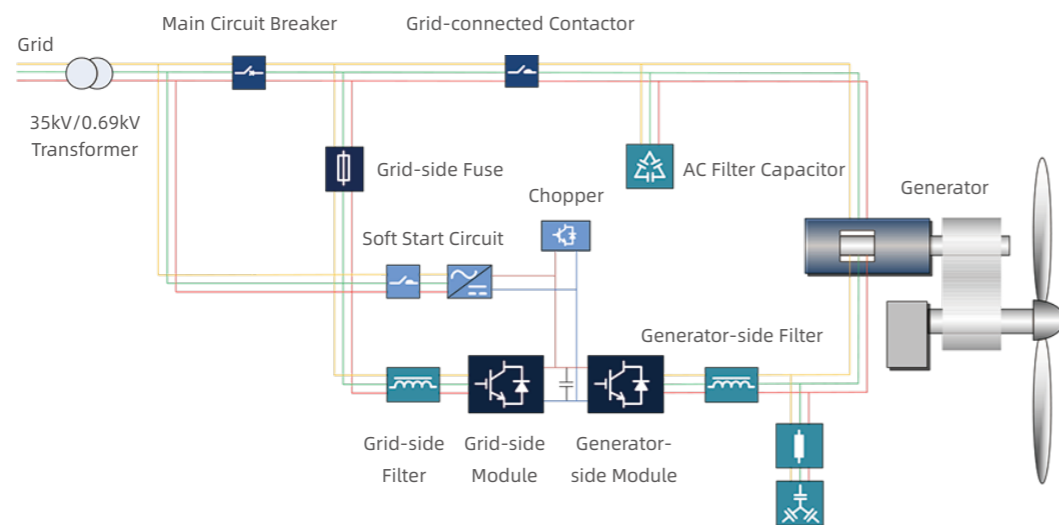 Main Circuit Breaker
Grid-connected Contactor
Grid
35kV/0.69kV
Transformer
Grid-side Fuse
AC Filter Capacitor
Generator
Chopper
Soft Start Circuit
Generator-side Filter
Grid-side
Filter
Grid-side
Module
Generator-
side Module